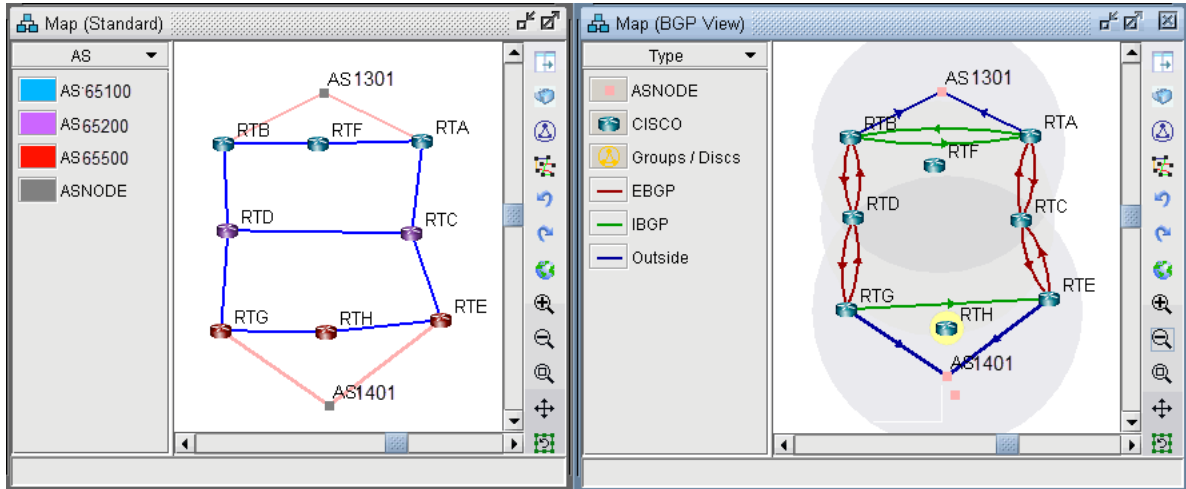 Map (Standard)
AS
AS 65100
AS 65200
AS 65500
ASNODE
AS1301
RTB
RTF
RTA
RTD
RTC
RTG
RTH
RTE
AS1401
Map (BGP View)
Type
ASNODE
CISCO
Groups / Discs
EBGP
IBGP
Outside
AS1301
RTB
RTA
RTF
RTD
RTC
RTG
RTE
RTH
AS1401